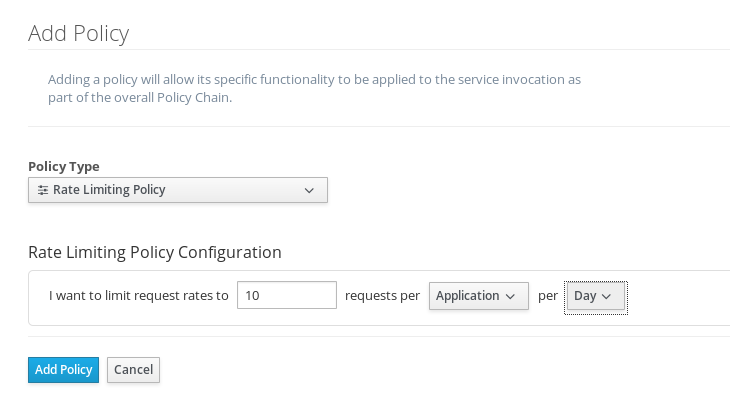 Add Policy
Adding a policy will allow its specific functionality to be applied to the service invocation as
part of the overall Policy Chain.
Policy Type
Rate Limiting Policy
Rate Limiting Policy Configuration
I want to limit request rates to 10 requests per Application per Day
Add Policy Cancel